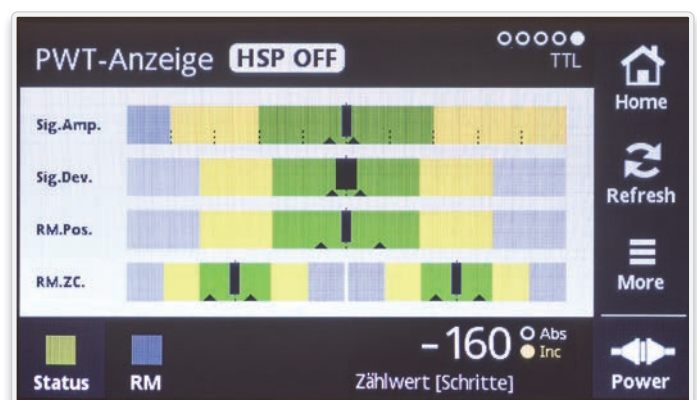 PWT-Anzeige HSP OFF
TTL
Home
Sig.Amp.
Sig.Dev.
Refresh
RM.Pos.
More
RM.ZC.
-160 Abs
Inc
Status RM Zählwert [Schritte] Power